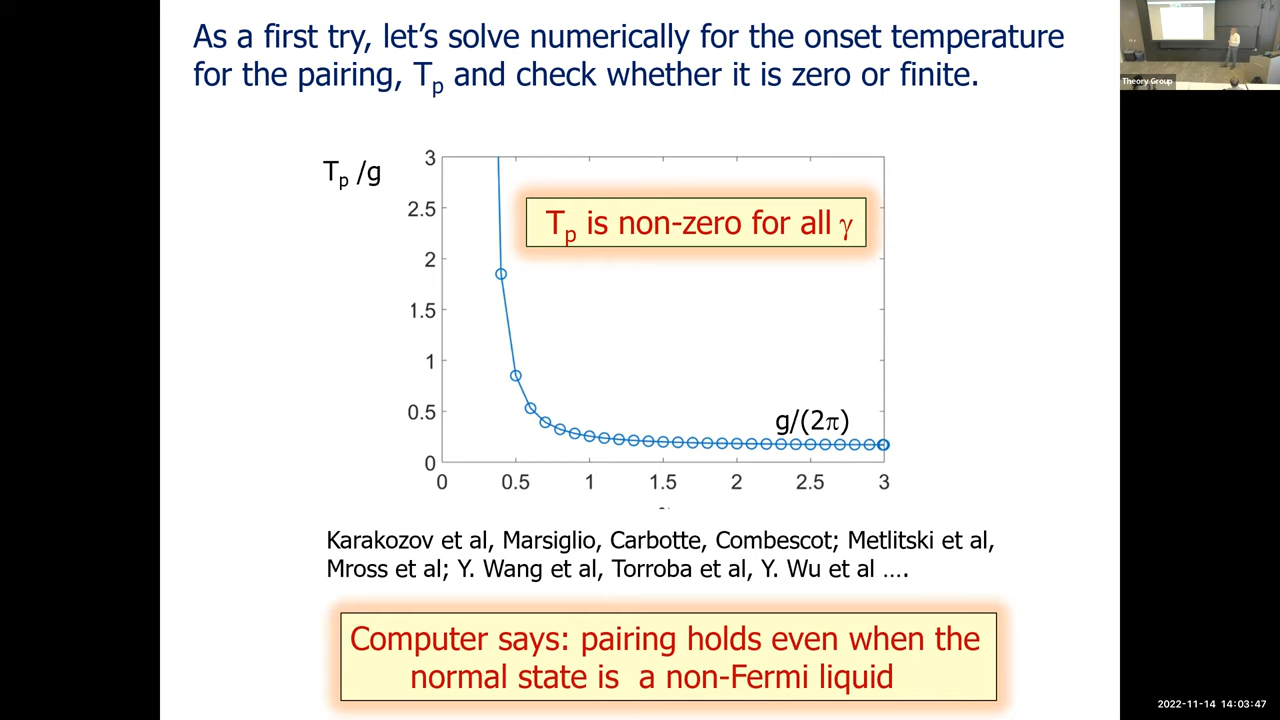 As a first try, let's solve numerically for the onset temperature
for the pairing, Tp and check whether it is zero or finite.
Theory Group
Tp /g
3
2.5
2
1.5
1
0.5
0
Tp is non-zero for all γ
g/(2π)
0 0.5 1 1.5 2 2.5 3
Karakozov et al, Marsiglio, Carbotte, Combescot; Metlitski et al,
Mross et al; Y. Wang et al, Torroba et al, Y. Wu et al ….
Computer says: pairing holds even when the
normal state is a non-Fermi liquid
2022-11-14 14:03:47